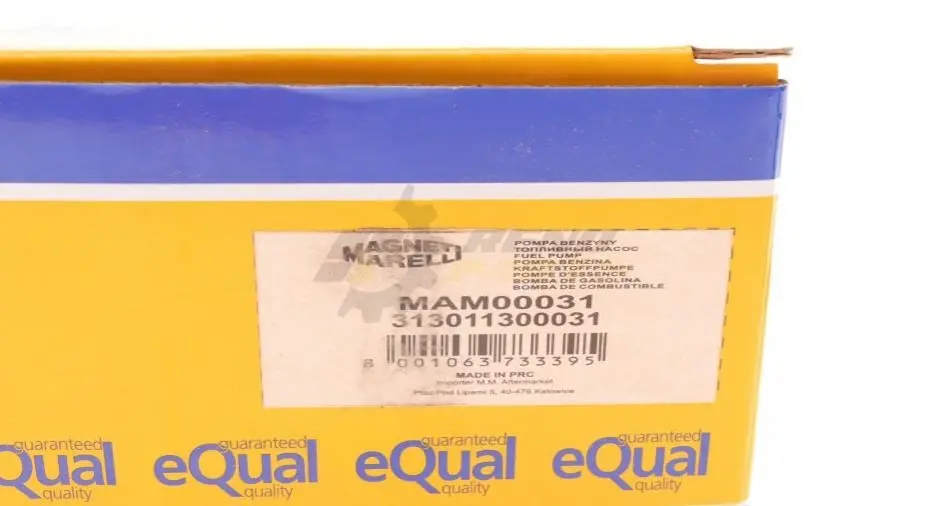 MAGNETI MARELLI
POMPA BENZYNY
ТОПЛИВНЫЙ НАСОС
FUEL PUMP
POMPA BENZINA
KRAFTSTOFFPUMPE
POMPE D'ESSENCE
BOMBA DE GASOLINA
BOMBA DE COMBUSTIBLE
MAM00031
313011300031
8 001063 733395
MADE IN PRC
Importer M.M. Aftermarket
Plac Pod Lipami 5, 40-476 Katowice
guaranteed guaranteed guaranteed guaranteed
eQual eQual eQual eQual
quality quality quality quality